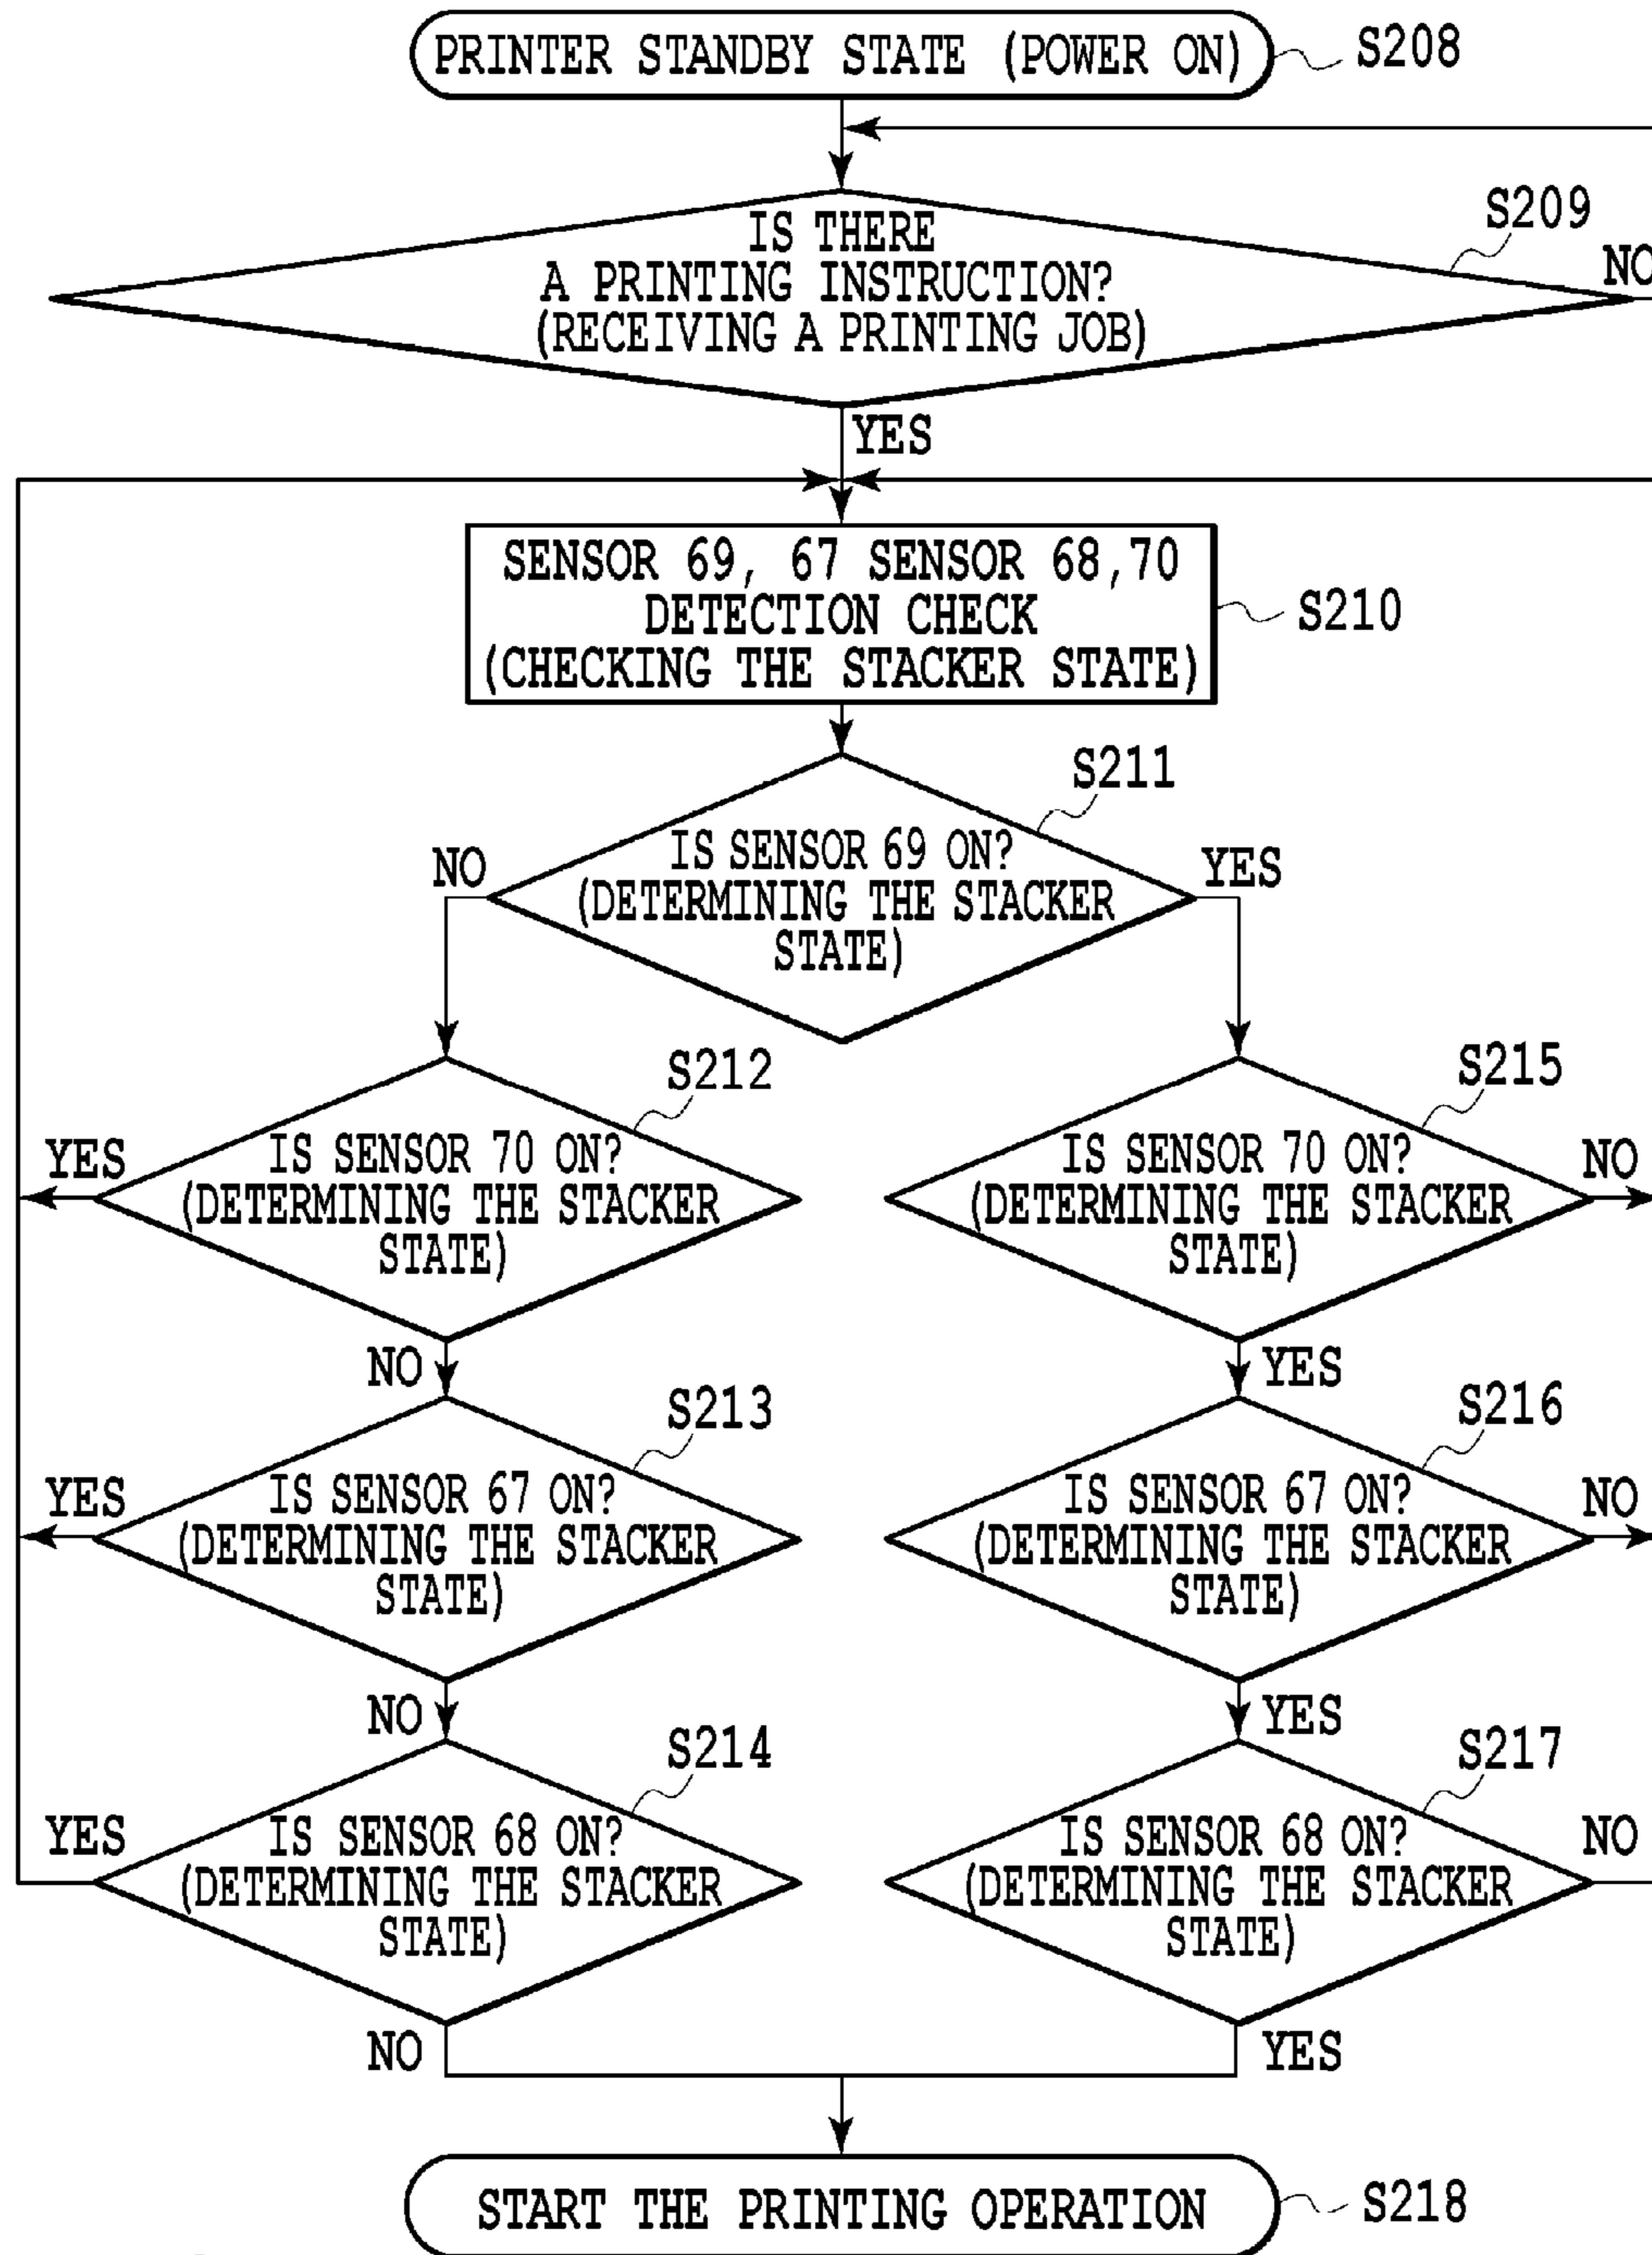 PRINTER STANDBY STATE (POWER ON)
S208
S209
IS THERE
A PRINTING INSTRUCTION?
(RECEIVING A PRINTING JOB)
NO
YES
SENSOR 69, 67 SENSOR 68,70
DETECTION CHECK
(CHECKING THE STACKER STATE)
S210
S211
IS SENSOR 69 ON?
(DETERMINING THE STACKER
STATE)
NO
YES
S212
IS SENSOR 70 ON?
(DETERMINING THE STACKER
STATE)
YES
NO
S215
IS SENSOR 70 ON?
(DETERMINING THE STACKER
STATE)
NO
YES
S213
IS SENSOR 67 ON?
(DETERMINING THE STACKER
STATE)
YES
NO
S216
IS SENSOR 67 ON?
(DETERMINING THE STACKER
STATE)
NO
YES
S214
IS SENSOR 68 ON?
(DETERMINING THE STACKER
STATE)
YES
NO
S217
IS SENSOR 68 ON?
(DETERMINING THE STACKER
STATE)
NO
YES
START THE PRINTING OPERATION
S218